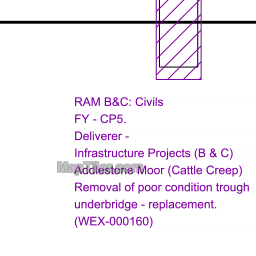 RAM B&C: Civils
FY - CP5.
Deliverer -
Infrastructure Projects (B & C)
Addlestone Moor (Cattle Creep)
Removal of poor condition trough
underbridge - replacement.
(WEX-000160)